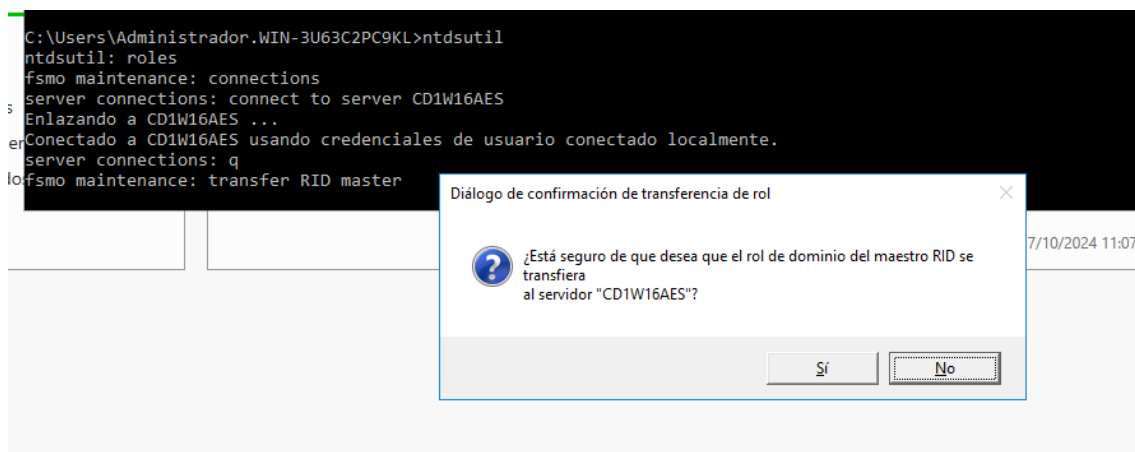 C:\Users\Administrador.WIN-3U63C2PC9KL>ntdsutil
ntdsutil: roles
fsmo maintenance: connections
server connections: connect to server CD1W16AES
Enlazando a CD1W16AES ...
Conectado a CD1W16AES usando credenciales de usuario conectado localmente.
server connections: q
fsmo maintenance: transfer RID master
Diálogo de confirmación de transferencia de rol
¿Está seguro de que desea que el rol de dominio del maestro RID se
transfiera
al servidor "CD1W16AES"?
Sí
No
7/10/2024 11:07